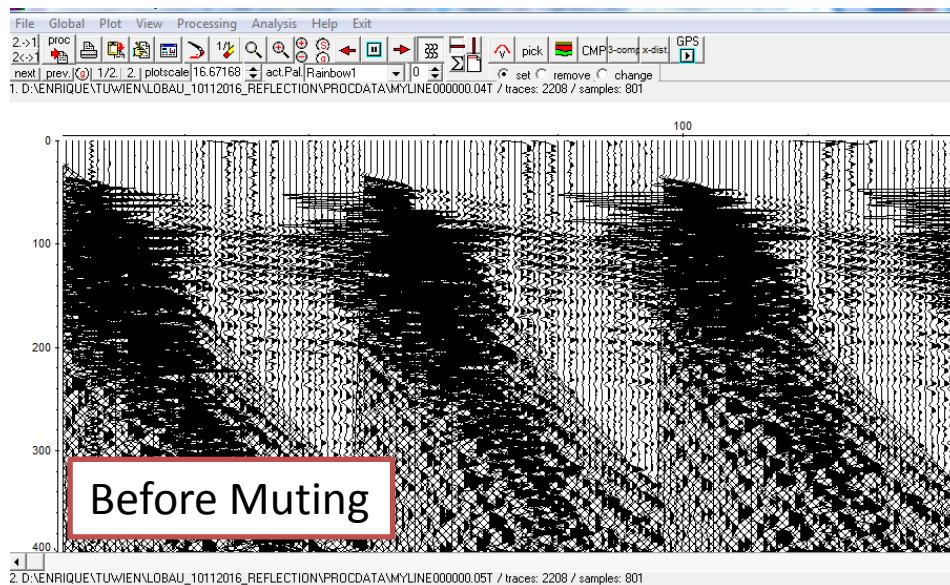 File Global Plot View Processing Analysis Help Exit
2.->1 proc 1/2 CMP 3-comp x-dist. GPS
2<->1 pick
next prev. (g) 1/2. 2. plotscale 16.67168 act.Pal. Rainbow1 0 set remove change
1. D:\ENRIQUE\TUWIEN\LOBAU_10112016_REFLECTION\PROCDATA\MYLINE000000.04T / traces: 2208 / samples: 801
100
0
100
200
300
400
Before Muting
2. D:\ENRIQUE\TUWIEN\LOBAU_10112016_REFLECTION\PROCDATA\MYLINE000000.05T / traces: 2208 / samples: 801